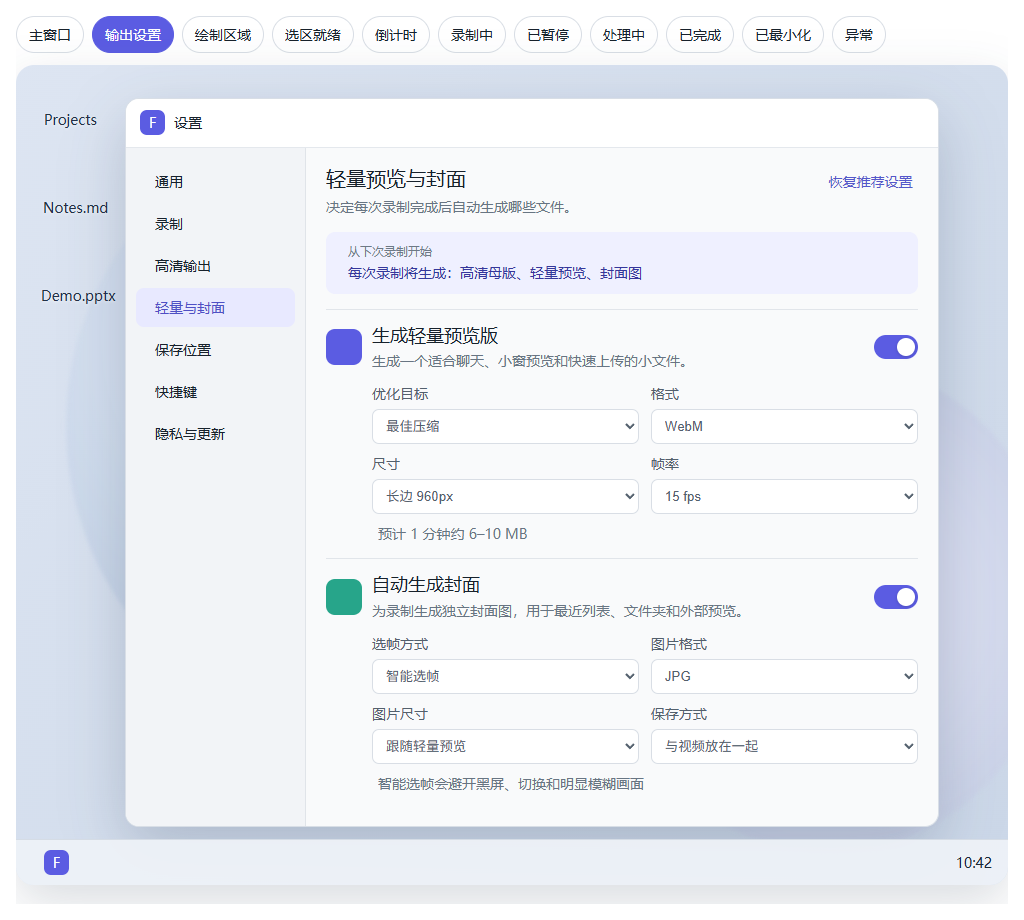 主窗口 输出设置 绘制区域 选区就绪 倒计时 录制中 已暂停 处理中 已完成 已最小化 异常
Projects
Notes.md
Demo.pptx
F 设置
通用
录制
高清输出
轻量与封面
保存位置
快捷键
隐私与更新
轻量预览与封面
恢复推荐设置
决定每次录制完成后自动生成哪些文件。
从下次录制开始
每次录制将生成：高清母版、轻量预览、封面图
生成轻量预览版
生成一个适合聊天、小窗预览和快速上传的小文件。
优化目标 格式
最佳压缩 WebM
尺寸 帧率
长边 960px 15 fps
预计 1 分钟约 6–10 MB
自动生成封面
为录制生成独立封面图，用于最近列表、文件夹和外部预览。
选帧方式 图片格式
智能选帧 JPG
图片尺寸 保存方式
跟随轻量预览 与视频放在一起
智能选帧会避开黑屏、切换和明显模糊画面
F 10:42